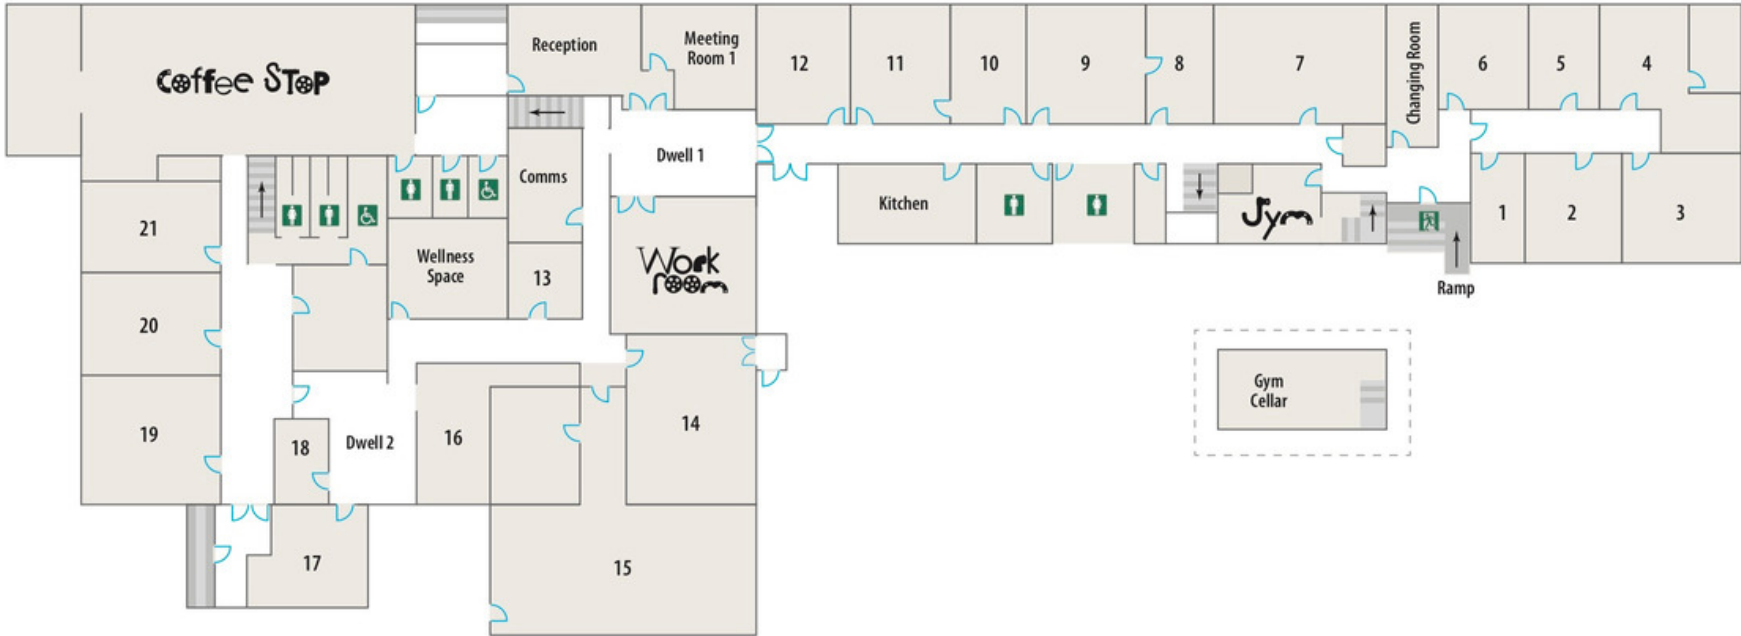 Coffee STOP
Reception
Meeting
Room 1
12
11
10
9
8
7
Changing Room
6
5
4
Dwell 1
Comms
Kitchen
Gym
1
2
3
21
Wellness
Space
13
Work
room
Ramp
20
19
18
Dwell 2
16
14
Gym
Cellar
17
15